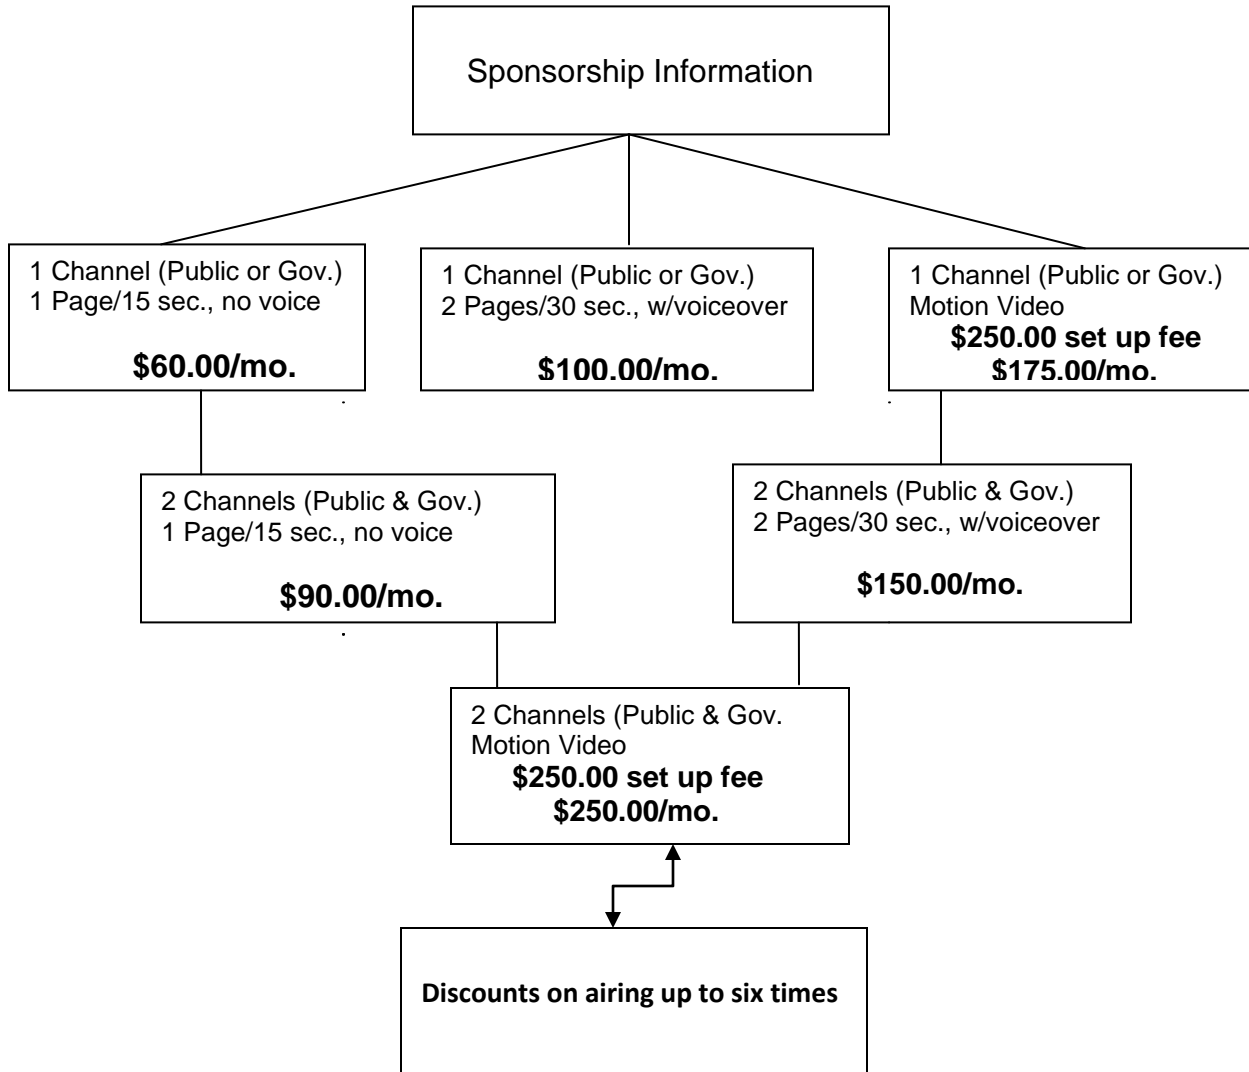 Sponsorship Information
1 Channel (Public or Gov.)
1 Page/15 sec., no voice
$60.00/mo.
1 Channel (Public or Gov.)
2 Pages/30 sec., w/voiceover
$100.00/mo.
1 Channel (Public or Gov.)
Motion Video
$250.00 set up fee
$175.00/mo.
2 Channels (Public & Gov.)
1 Page/15 sec., no voice
$90.00/mo.
2 Channels (Public & Gov.)
2 Pages/30 sec., w/voiceover
$150.00/mo.
2 Channels (Public & Gov.
Motion Video
$250.00 set up fee
$250.00/mo.
Discounts on airing up to six times